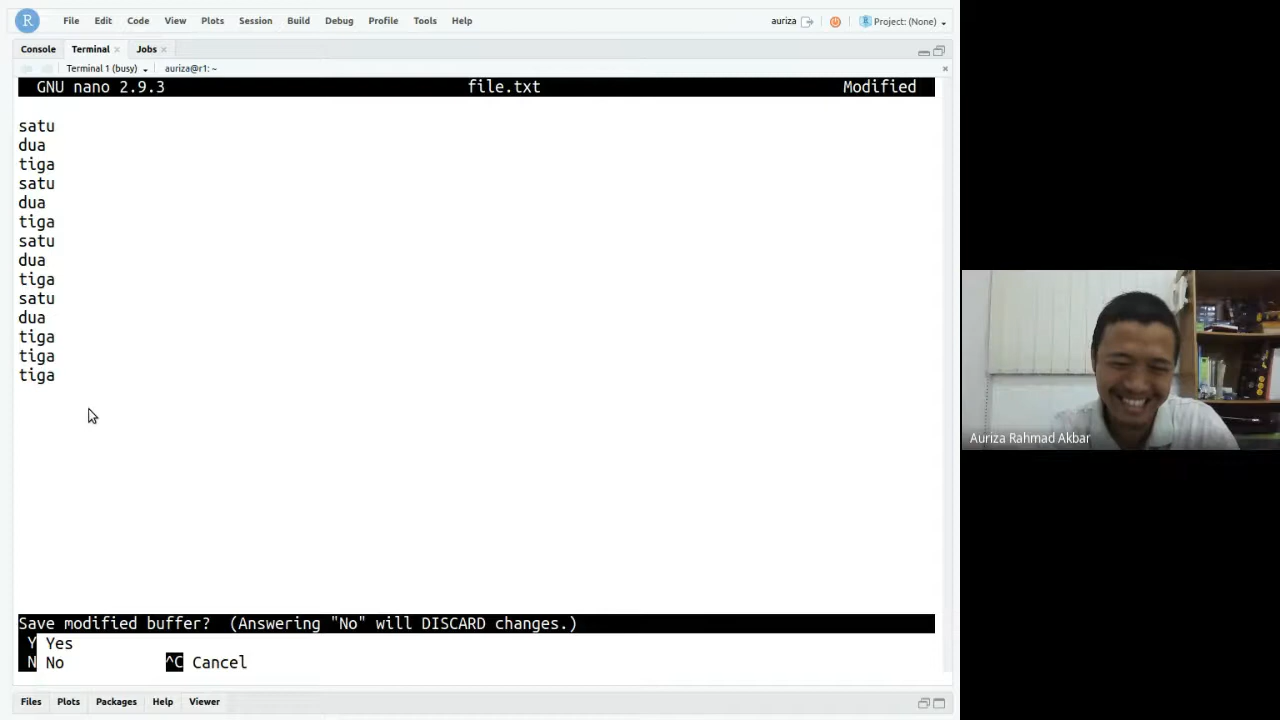 R File Edit Code View Plots Session Build Debug Profile Tools Help auriza Project: (None)
Console Terminal Jobs
Terminal 1 (busy) auriza@r1: ~
GNU nano 2.9.3 file.txt Modified
satu
dua
tiga
satu
dua
tiga
satu
dua
tiga
satu
dua
tiga
tiga
tiga
Auriza Rahmad Akbar
Save modified buffer? (Answering "No" will DISCARD changes.)
Y Yes
N No ^C Cancel
Files Plots Packages Help Viewer